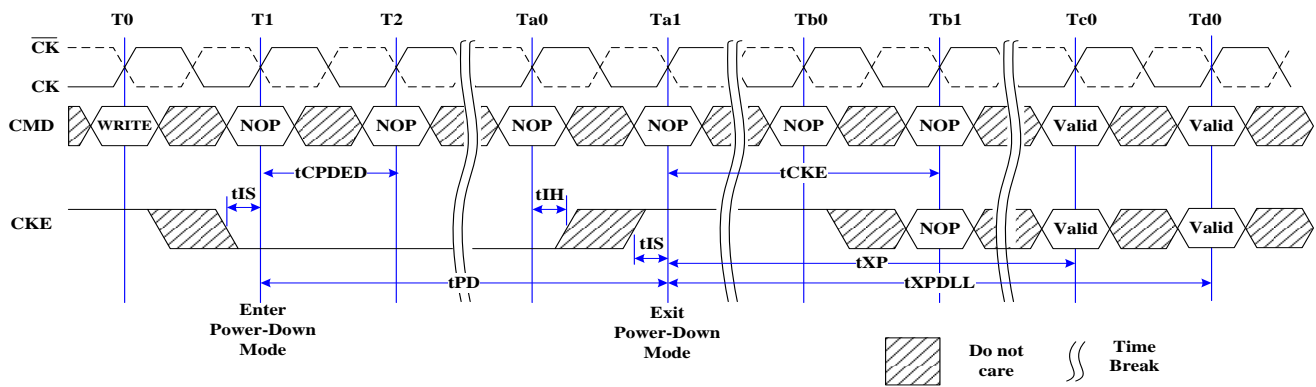 T0 T1 T2 Ta0 Ta1 Tb0 Tb1 Tc0 Td0
CK
CK
CMD WRITE NOP NOP NOP NOP NOP NOP Valid Valid
tCPDED tCKE
tIS tIH
CKE NOP Valid Valid
tIS tXP
tPD tXPDLL
Enter
Power-Down
Mode
Exit
Power-Down
Mode
Do not
care
Time
Break